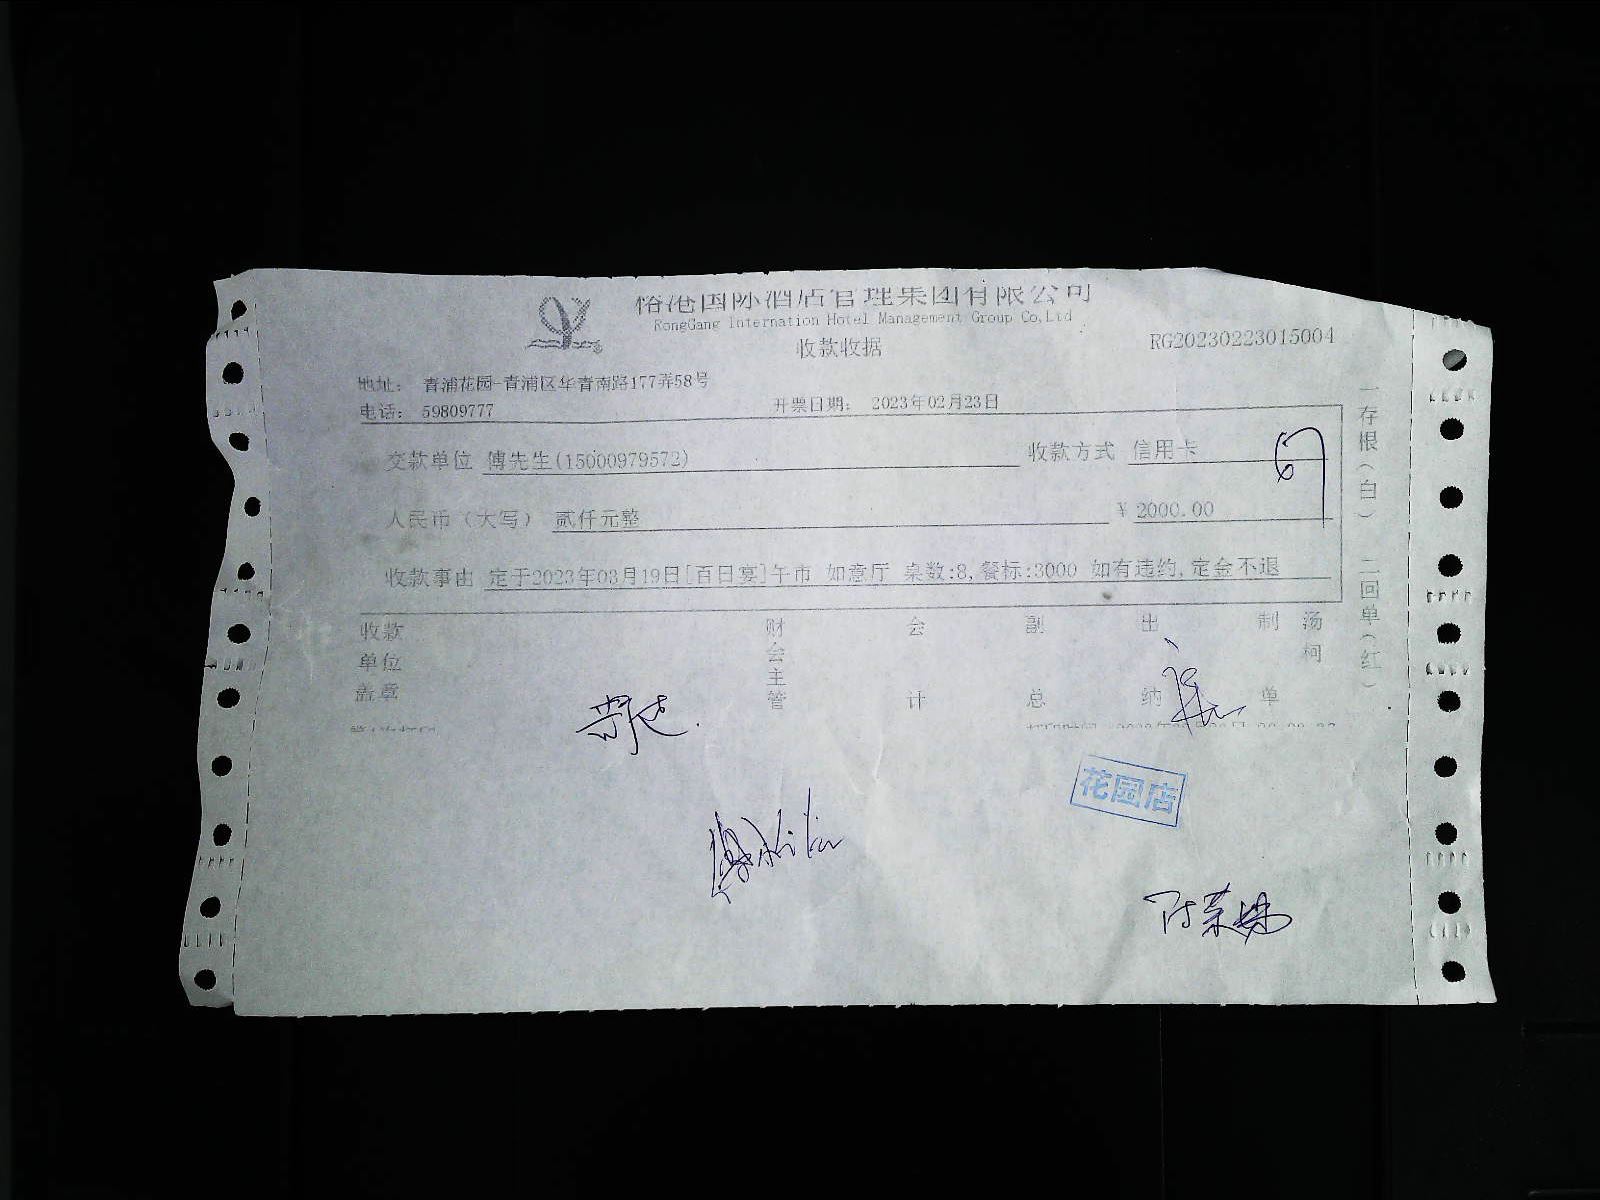 国际酒店管理集团有限公司
RongGang Internation Hotel Management Group Co,Ltd
收款收据
RG20230223015004
地址： 青浦花园-青浦区华青南路177弄58号
电话： 59809777
开票日期： 2023年02月23日
交款单位 傅先生(15000979572)
收款方式 信用卡
人民币（大写） 贰仟元整
¥ 2000.00
收款事由 定于2023年03月19日[百日宴]午市 如意厅 桌数:8,餐标:3000 如有违约,定金不退
收款单位盖章
财会主管
会计
副总
出纳
制单
汤柯
一存根(白) 二回单(红)
花园店